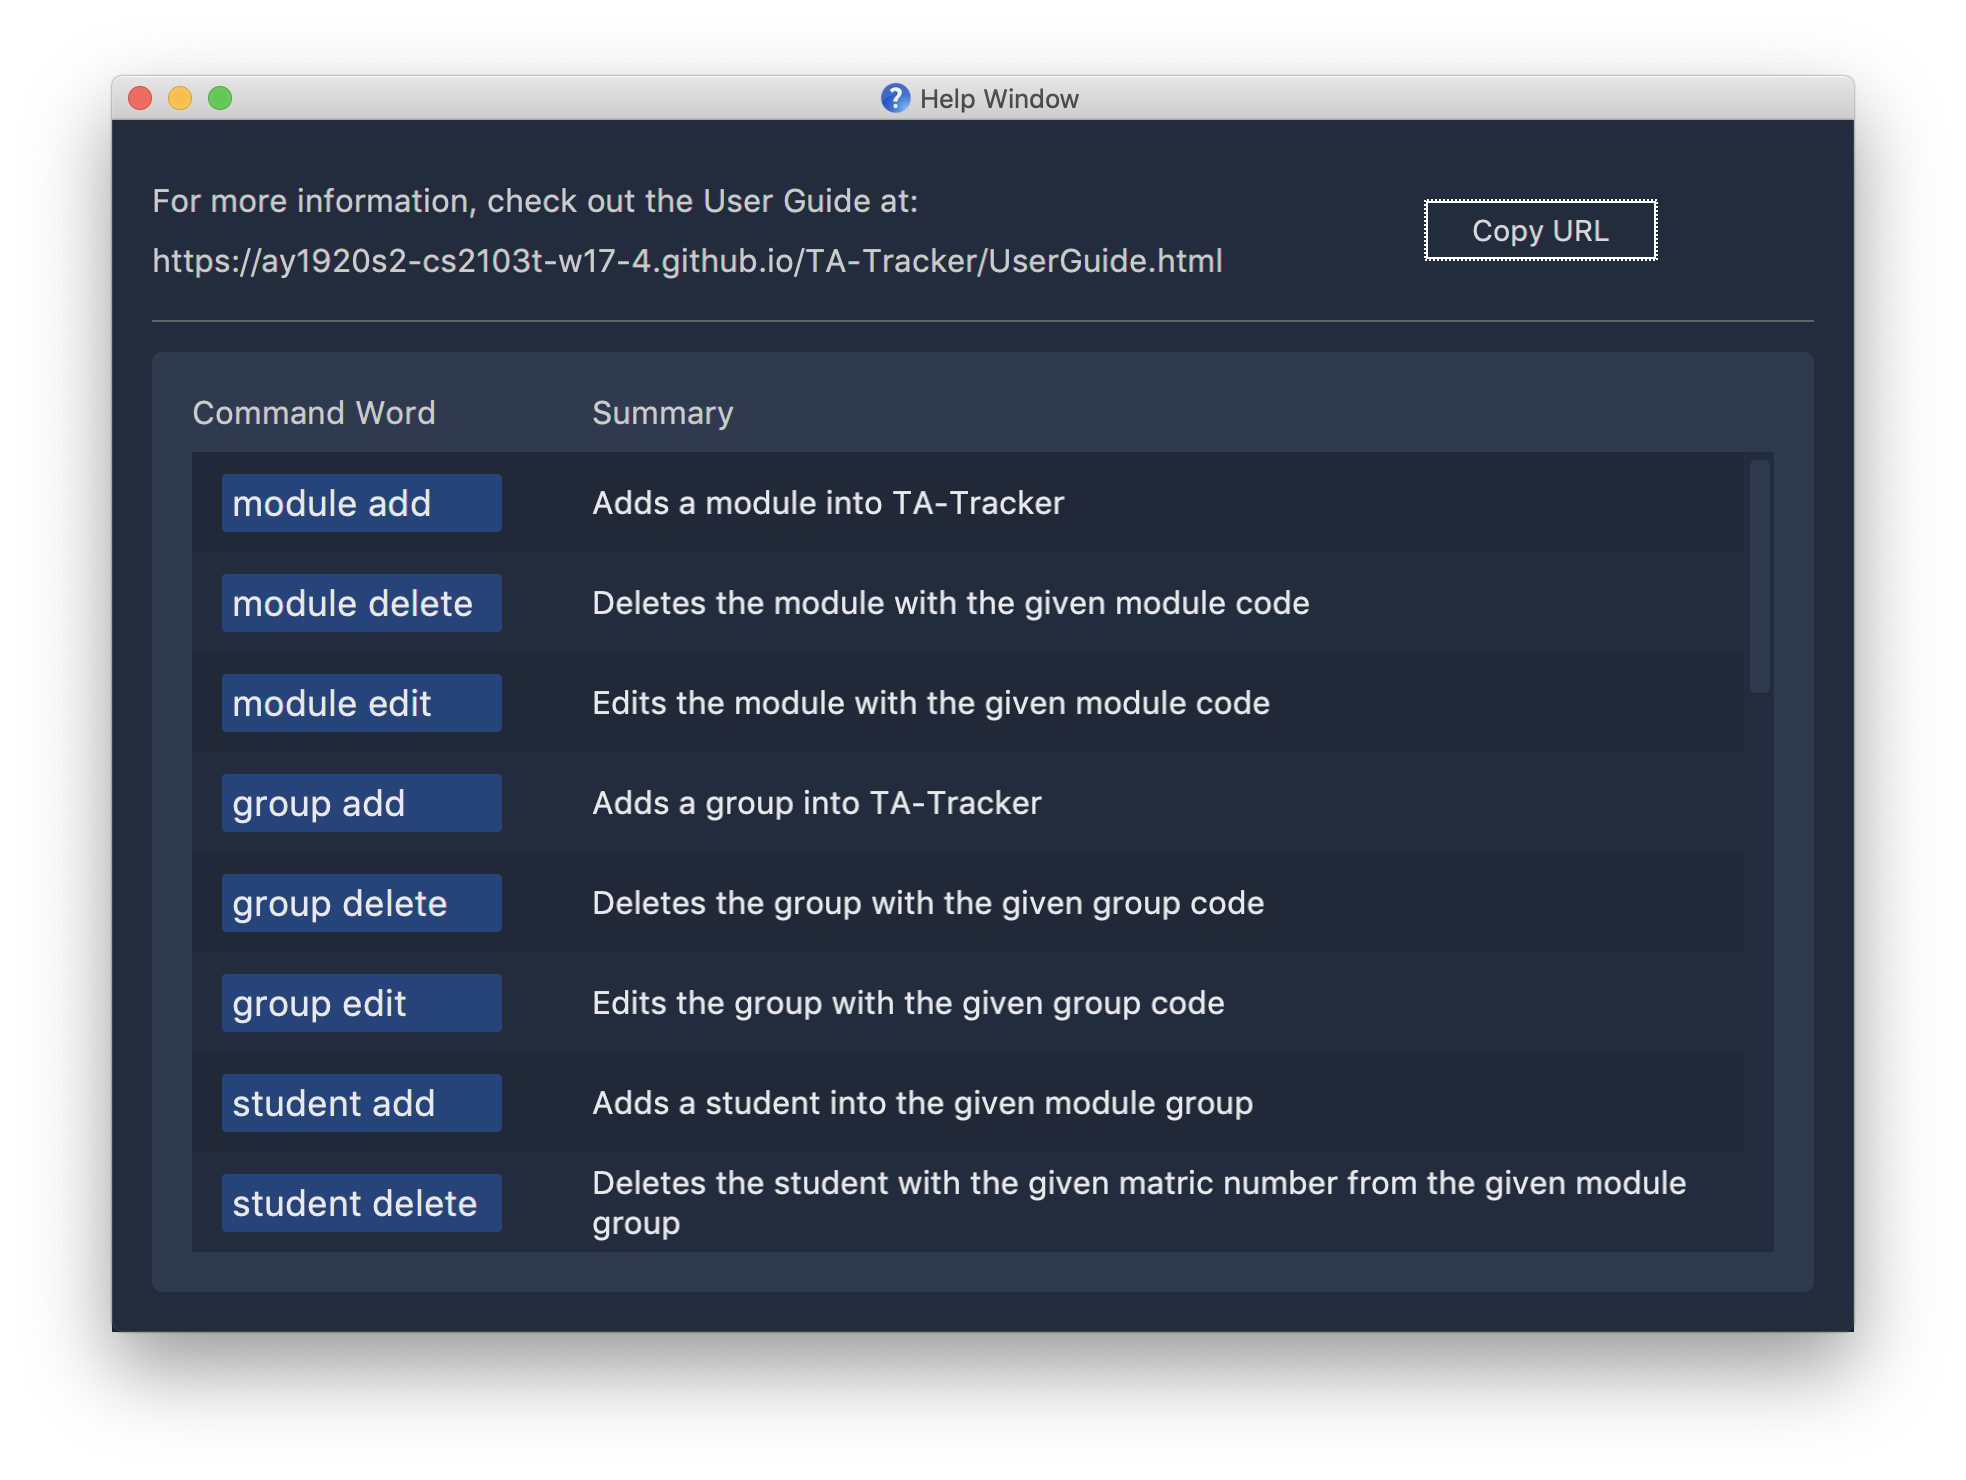 Help Window
For more information, check out the User Guide at:
https://ay1920s2-cs2103t-w17-4.github.io/TA-Tracker/UserGuide.html
Copy URL
Command Word Summary
module add Adds a module into TA-Tracker
module delete Deletes the module with the given module code
module edit Edits the module with the given module code
group add Adds a group into TA-Tracker
group delete Deletes the group with the given group code
group edit Edits the group with the given group code
student add Adds a student into the given module group
student delete Deletes the student with the given matric number from the given module
group